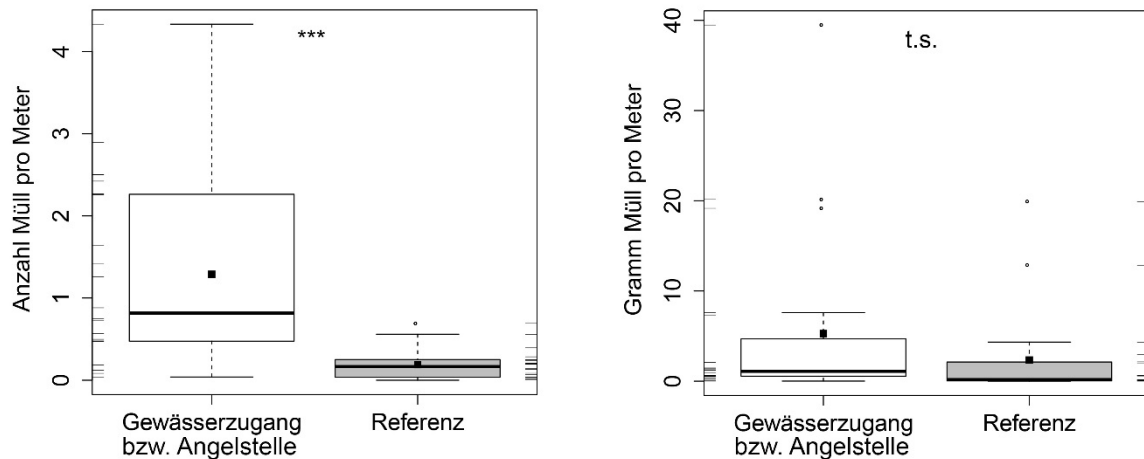 Anzahl Müll pro Meter
4
3
2
1
0
***
Gewässerzugang
bzw. Angelstelle
Referenz
Gramm Müll pro Meter
40
30
20
10
0
t.s.
Gewässerzugang
bzw. Angelstelle
Referenz